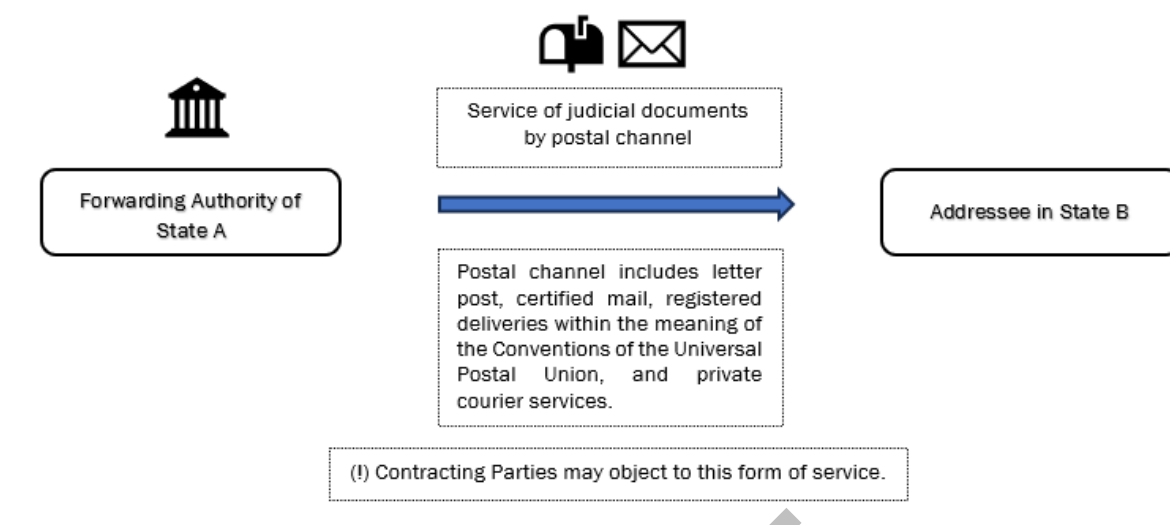 Service of judicial documents
by postal channel
Forwarding Authority of
State A
Addressee in State B
Postal channel includes letter
post, certified mail, registered
deliveries within the meaning of
the Conventions of the Universal
Postal Union, and private
courier services.
(!) Contracting Parties may object to this form of service.